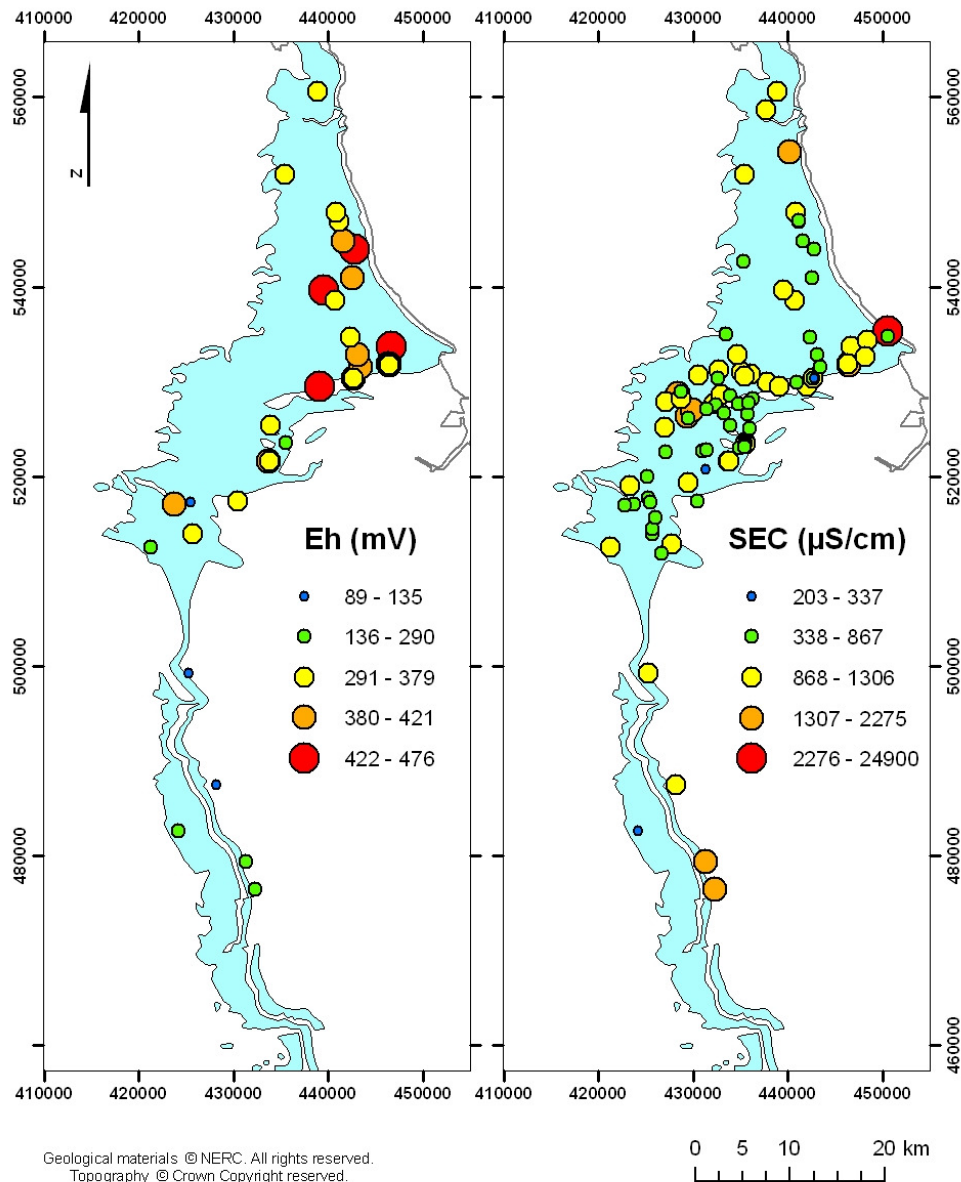 410000 420000 430000 440000 450000
410000 420000 430000 440000 450000
560000
540000
520000
500000
480000
460000
560000
540000
520000
500000
480000
460000
N
Eh (mV)
89 - 135
136 - 290
291 - 379
380 - 421
422 - 476
SEC (µS/cm)
203 - 337
338 - 867
868 - 1306
1307 - 2275
2276 - 24900
410000 420000 430000 440000 450000
410000 420000 430000 440000 450000
Geological materials © NERC. All rights reserved.
Topography © Crown Copyright reserved.
0 5 10 20 km